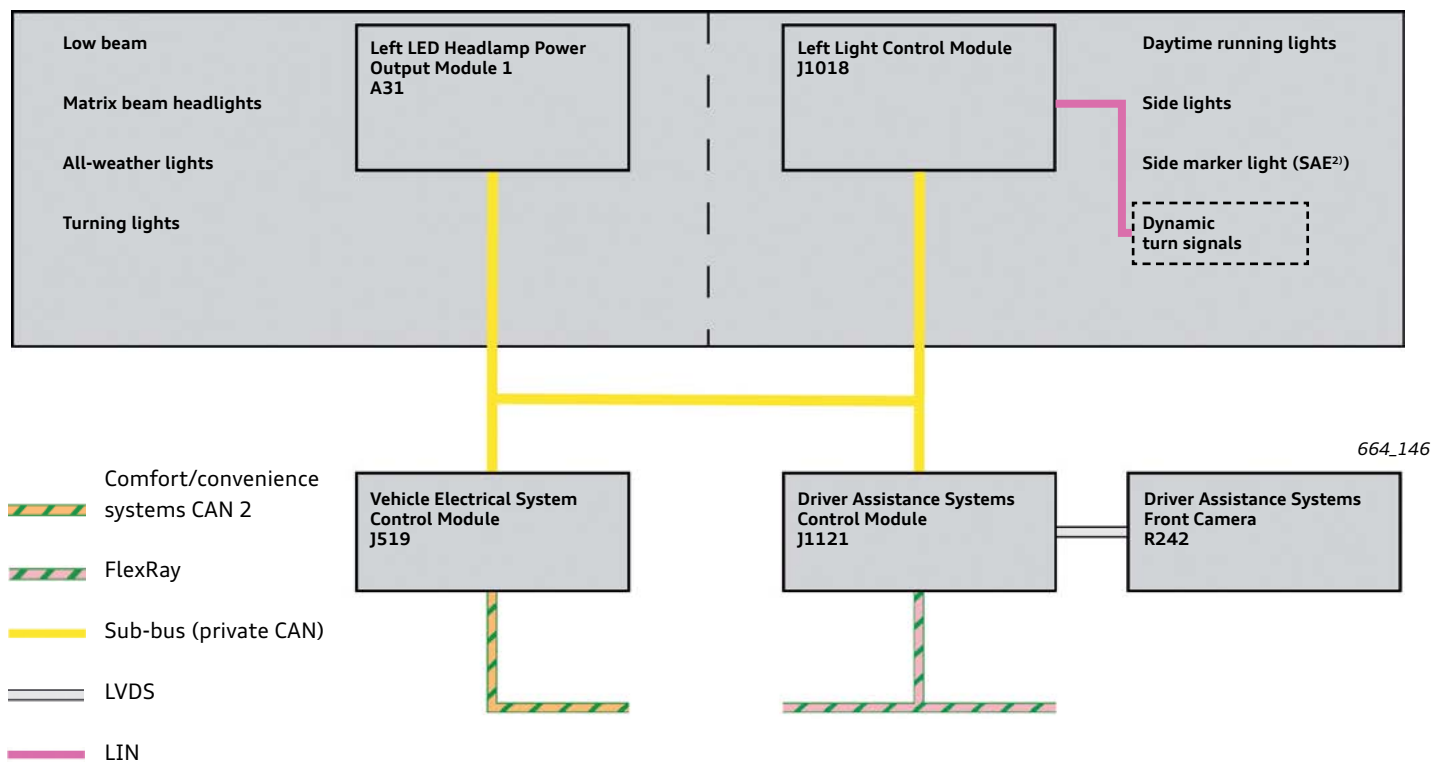 Low beam
Matrix beam headlights
All-weather lights
Turning lights
Left LED Headlamp Power
Output Module 1
A31
Left Light Control Module
J1018
Daytime running lights
Side lights
Side marker light (SAE²⁾)
Dynamic
turn signals
664_146
Comfort/convenience
systems CAN 2
FlexRay
Sub-bus (private CAN)
LVDS
LIN
Vehicle Electrical System
Control Module
J519
Driver Assistance Systems
Control Module
J1121
Driver Assistance Systems
Front Camera
R242